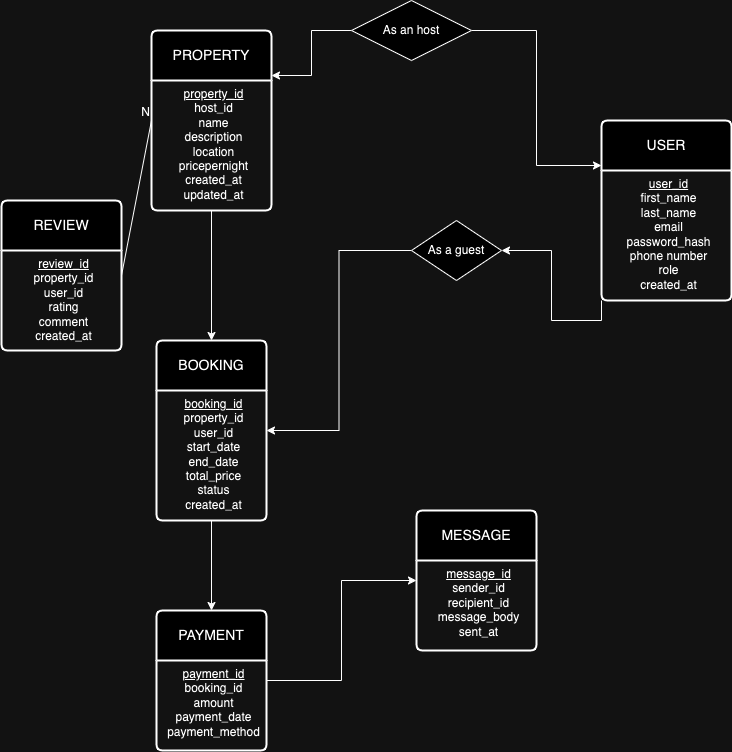 As an host
PROPERTY
property_id
host_id
name
description
location
pricepernight
created_at
updated_at
N
USER
user_id
first_name
last_name
email
password_hash
phone number
role
created_at
REVIEW
review_id
property_id
user_id
rating
comment
created_at
As a guest
BOOKING
booking_id
property_id
user_id
start_date
end_date
total_price
status
created_at
MESSAGE
message_id
sender_id
recipient_id
message_body
sent_at
PAYMENT
payment_id
booking_id
amount
payment_date
payment_method